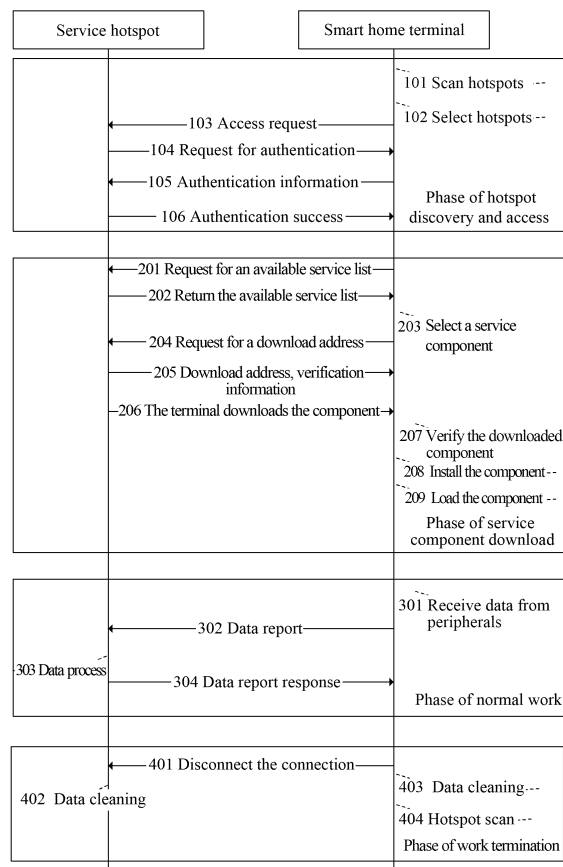 Service hotspot
Smart home terminal
101 Scan hotspots
102 Select hotspots
103 Access request
104 Request for authentication
105 Authentication information
106 Authentication success
Phase of hotspot
discovery and access
201 Request for an available service list
202 Return the available service list
203 Select a service
component
204 Request for a download address
205 Download address, verification
information
206 The terminal downloads the component
207 Verify the downloaded
component
208 Install the component
209 Load the component
Phase of service
component download
301 Receive data from
peripherals
302 Data report
303 Data process
304 Data report response
Phase of normal work
401 Disconnect the connection
402 Data cleaning
403 Data cleaning
404 Hotspot scan
Phase of work termination